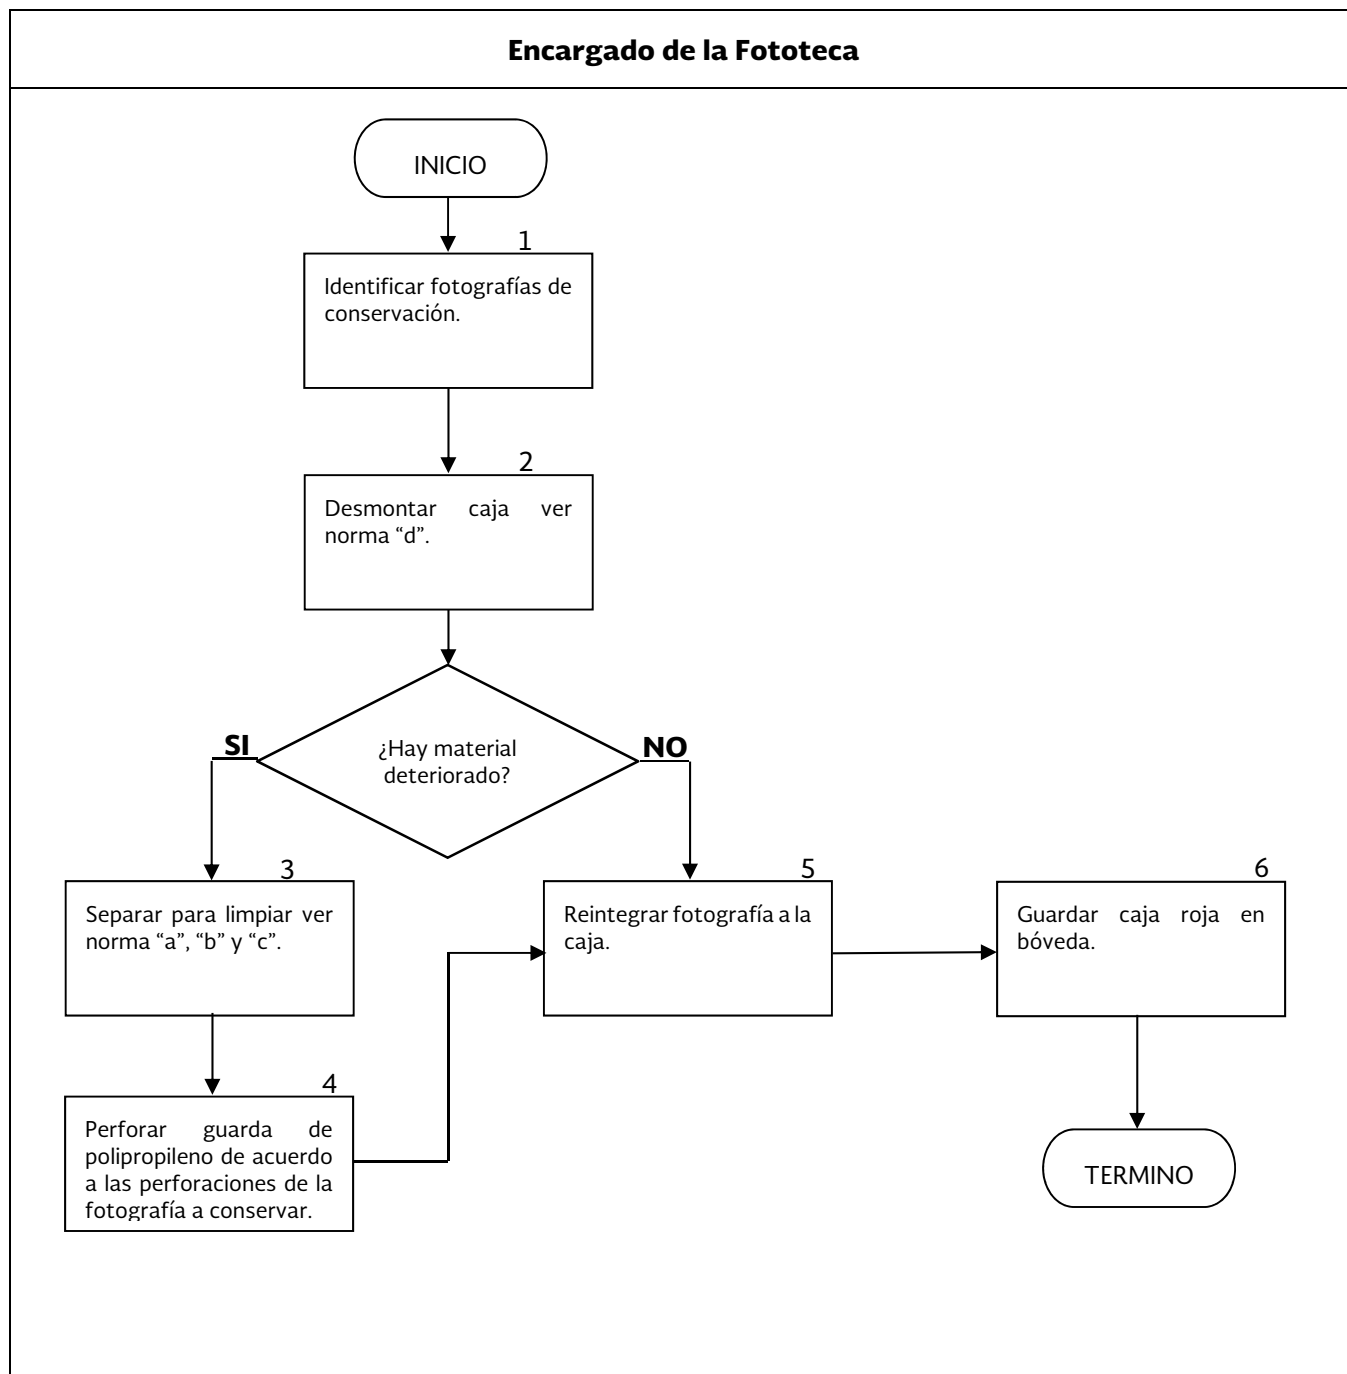 Encargado de la Fototeca
INICIO
1
Identificar fotografías de
conservación.
2
Desmontar caja ver
norma “d”.
¿Hay material
deteriorado?
SI
NO
3
Separar para limpiar ver
norma “a”, “b” y “c”.
4
Perforar guarda de
polipropileno de acuerdo
a las perforaciones de la
fotografía a conservar.
5
Reintegrar fotografía a la
caja.
6
Guardar caja roja en
bóveda.
TERMINO